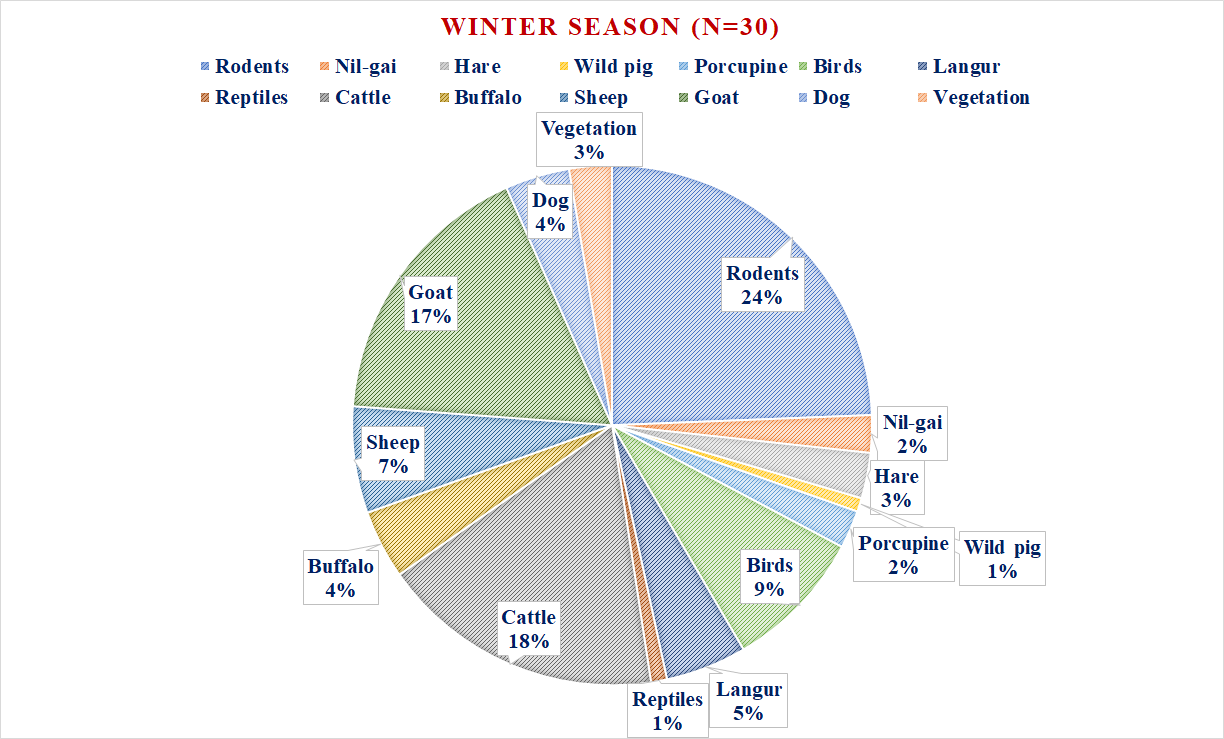 WINTER SEASON (N=30)
Rodents Nil-gai Hare Wild pig Porcupine Birds Langur
Reptiles Cattle Buffalo Sheep Goat Dog Vegetation
Vegetation
3%
Dog
4%
Rodents
24%
Goat
17%
Nil-gai
2%
Sheep
7%
Hare
3%
Porcupine
2%
Wild pig
1%
Birds
9%
Buffalo
4%
Cattle
18%
Langur
5%
Reptiles
1%